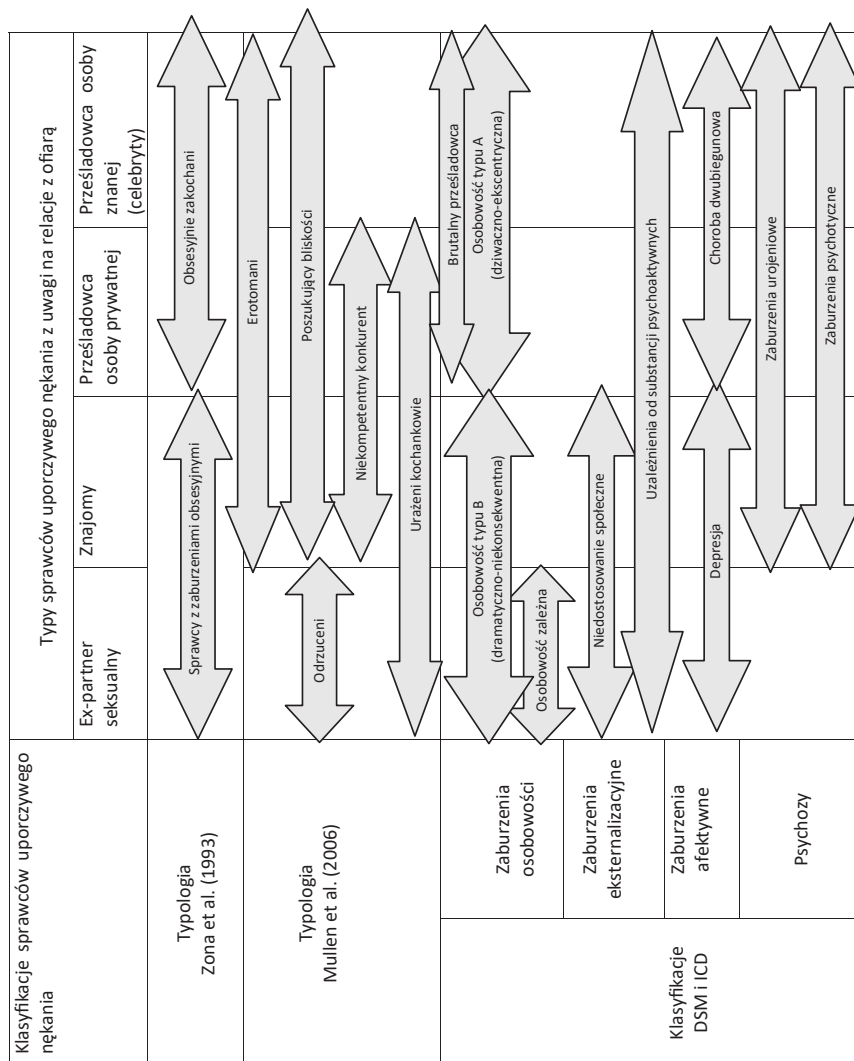 Klasyfikacje sprawców uporczywego
nękania
Typy sprawców uporczywego nękania z uwagi na relacje z ofiarą
Ex-partner
seksualny
Znajomy
Prześladowca
osoby prywatnej
Prześladowca osoby
znanej
(celebryty)
Typologia
Zona et al. (1993)
Sprawcy z zaburzeniami obsesyjnymi
Obsesyjnie zakochani
Erotomani
Typologia
Mullen et al. (2006)
Poszukujący bliskości
Odrzuceni
Niekompetentny konkurent
Urażeni kochankowie
Brutalny prześladowca
Klasyfikacje
DSM i ICD
Zaburzenia
osobowości
Osobowość typu A
(dziwaczno-ekscentryczna)
Osobowość typu B
(dramatyczno-niekonsekwentna)
Osobowość zależna
Zaburzenia
eksternalizacyjne
Niedostosowanie społeczne
Uzależnienia od substancji psychoaktywnych
Zaburzenia
afektywne
Depresja
Choroba dwubiegunowa
Psychozy
Zaburzenia urojeniowe
Zaburzenia psychotyczne